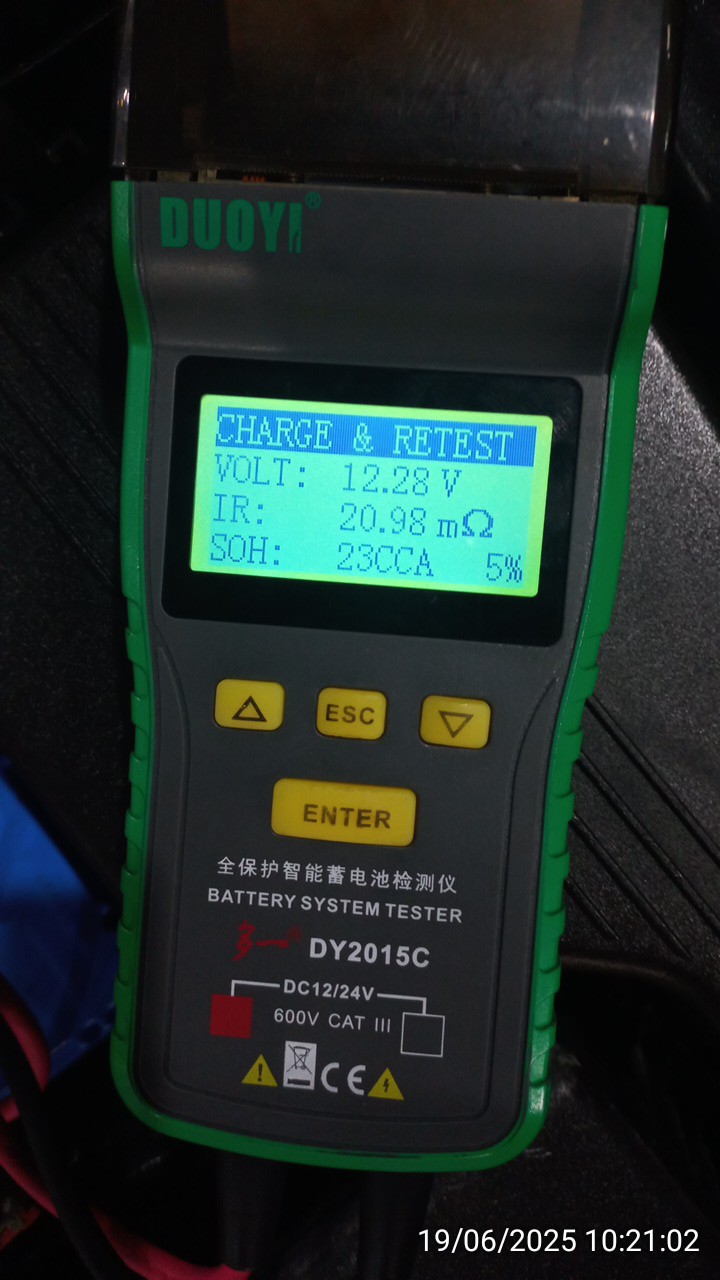 DUOYI®
CHARGE & RETEST
VOLT: 12.28 V
IR: 20.98 mΩ
SOH: 23CCA 5%
ESC
ENTER
全保护智能蓄电池检测仪
BATTERY SYSTEM TESTER
多一® DY2015C
DC12/24V
600V CAT III
CE
19/06/2025 10:21:02